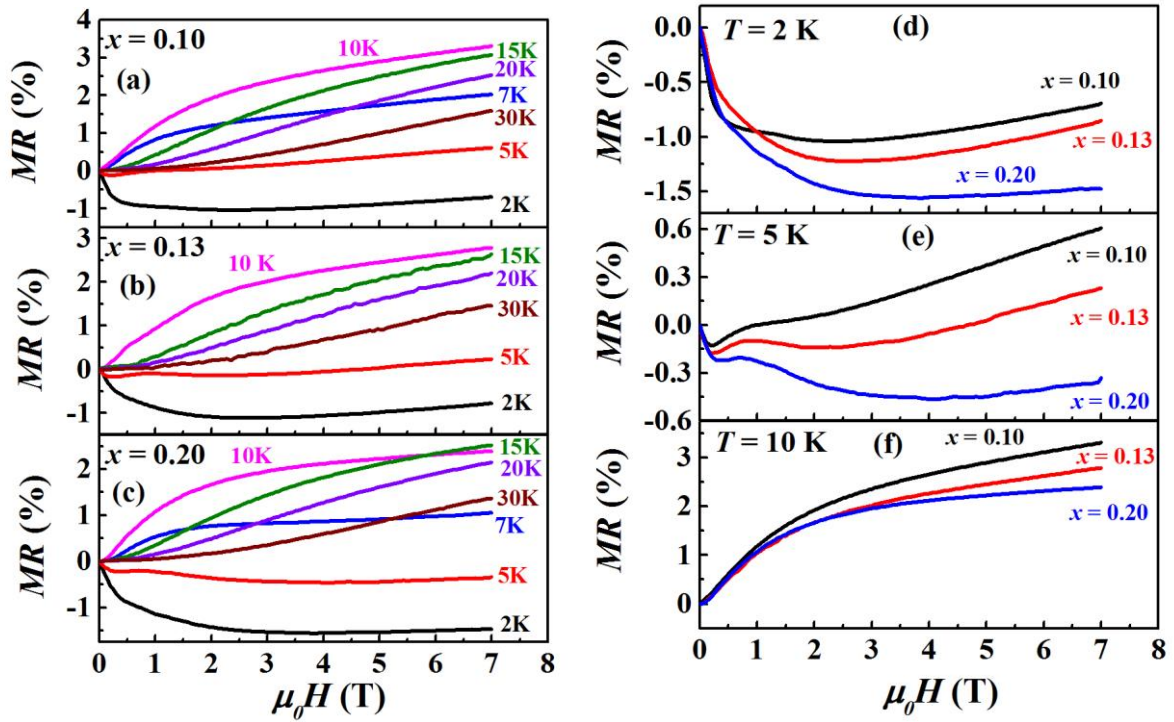 x = 0.10
(a)
10K
15K
20K
7K
30K
5K
2K
MR (%)
4
3
2
1
0
-1
x = 0.13
(b)
10 K
15K
20K
30K
5K
2K
MR (%)
3
2
1
0
-1
x = 0.20
(c)
10K
15K
20K
30K
7K
5K
2K
MR (%)
2
1
0
-1
0 1 2 3 4 5 6 7 8
μ₀H (T)
T = 2 K
(d)
x = 0.10
x = 0.13
x = 0.20
MR (%)
0.0
-0.5
-1.0
-1.5
T = 5 K
(e)
x = 0.10
x = 0.13
x = 0.20
MR (%)
0.6
0.3
0.0
-0.3
-0.6
T = 10 K
(f)
x = 0.10
x = 0.13
x = 0.20
MR (%)
3
2
1
0
0 1 2 3 4 5 6 7 8
μ₀H (T)